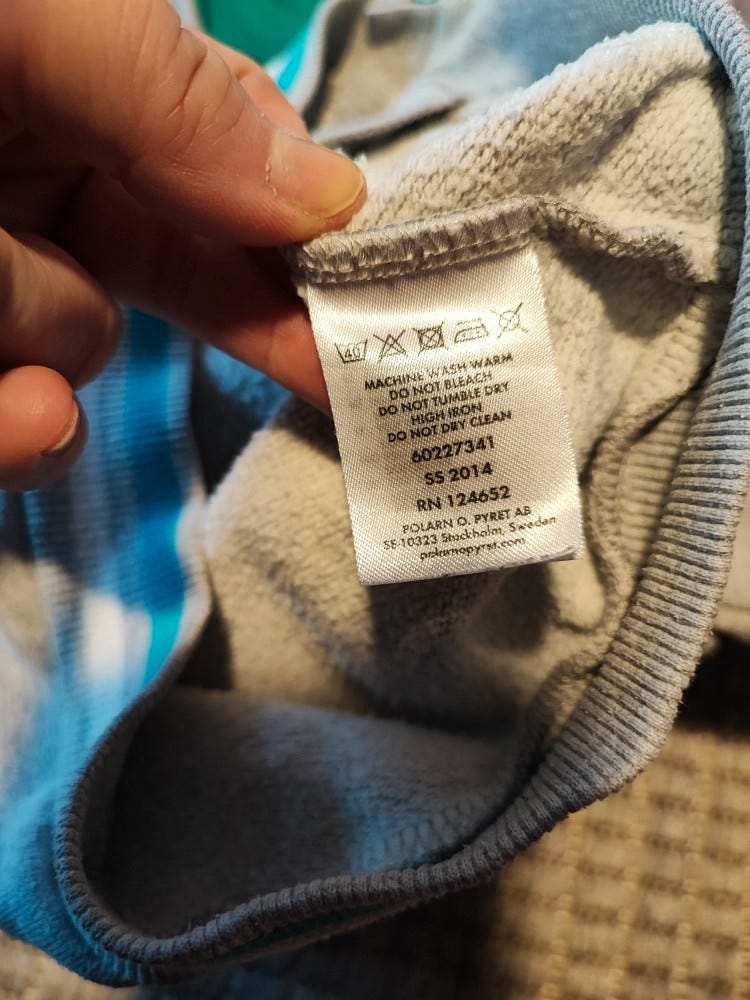 40
MACHINE WASH WARM
DO NOT BLEACH
DO NOT TUMBLE DRY
HIGH IRON
DO NOT DRY CLEAN
60227341
SS 2014
RN 124652
POLARN O. PYRET AB
SE-10323 Stockholm, Sweden
polarnopyret.com